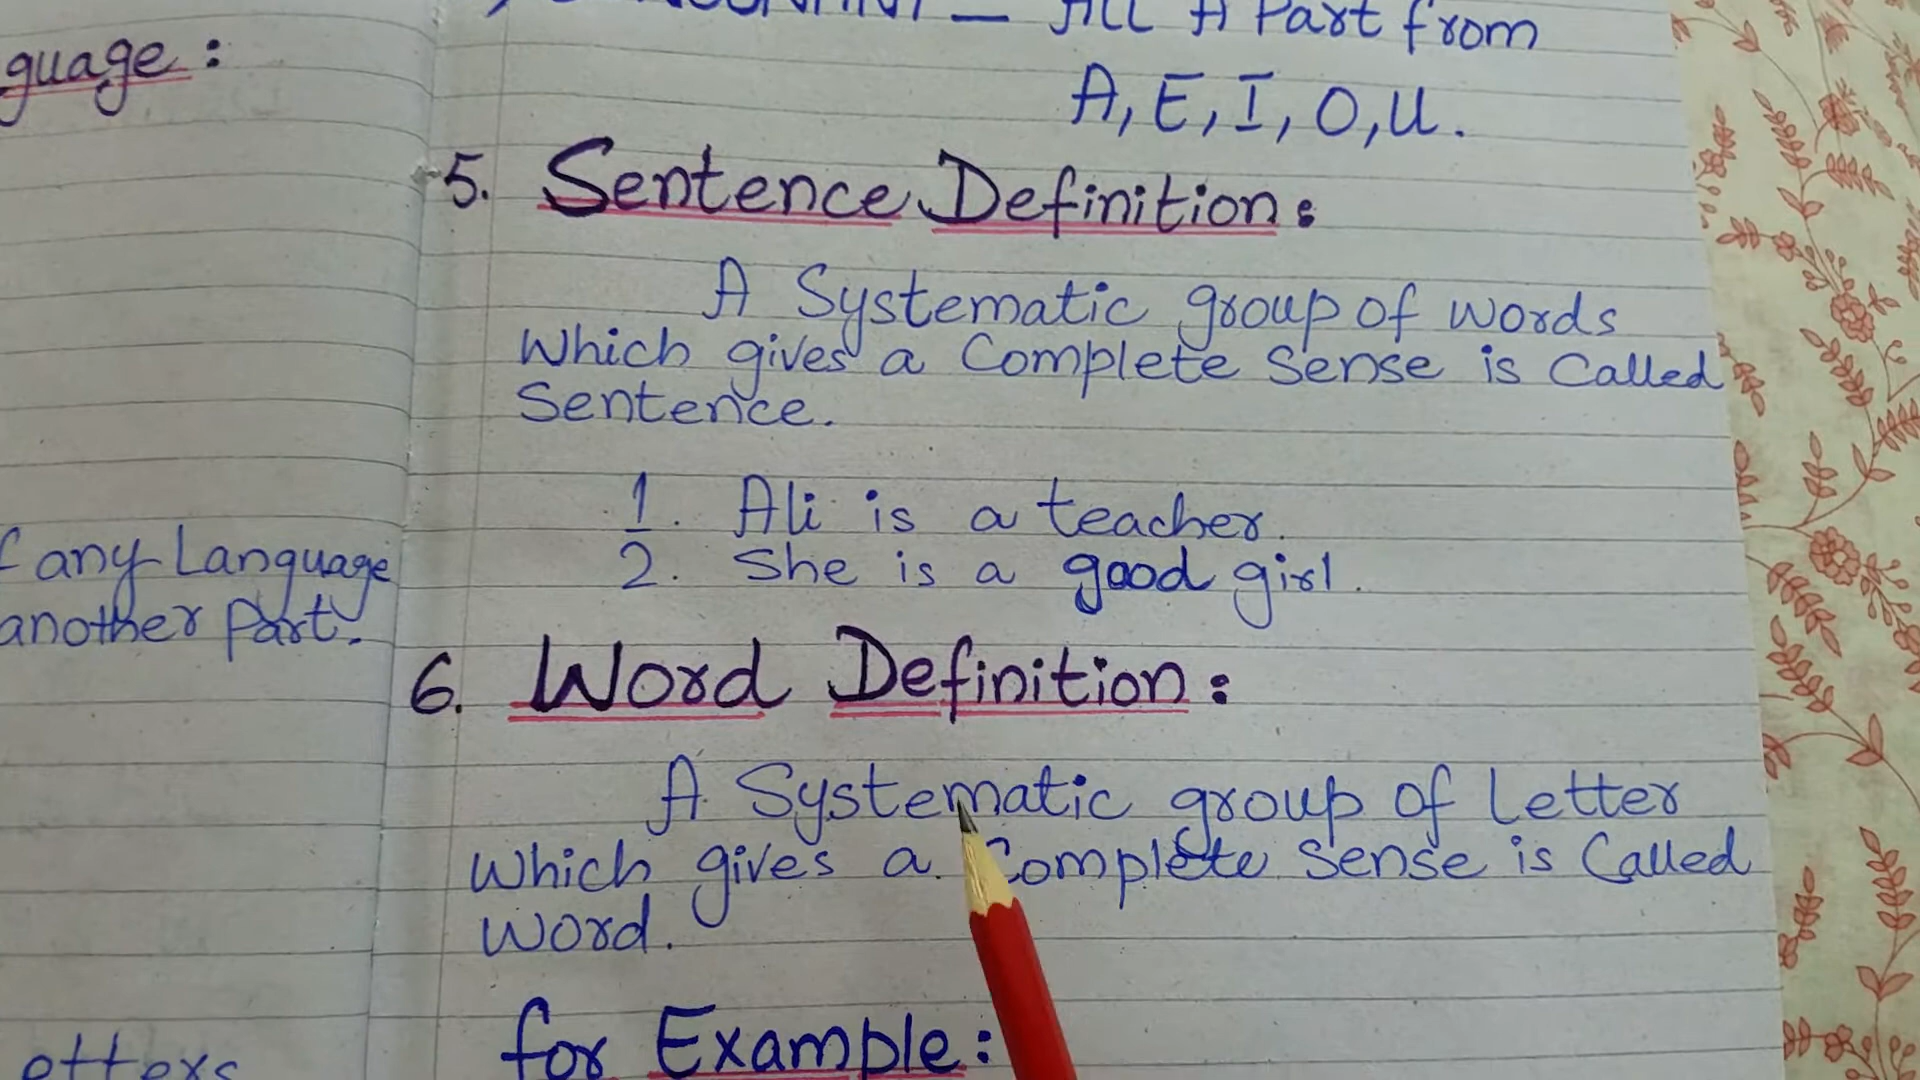 guage:
f any Language
another Part.
etters
CONSONANT — All A Part from
A, E, I, O, U.
5. Sentence Definition:
A Systematic group of words
which gives a Complete Sense is Called
Sentence.
1. Ali is a teacher.
2. She is a good girl.
6. Word Definition:
A Systematic group of Letter
which gives a Complete Sense is Called
word.
for Example: